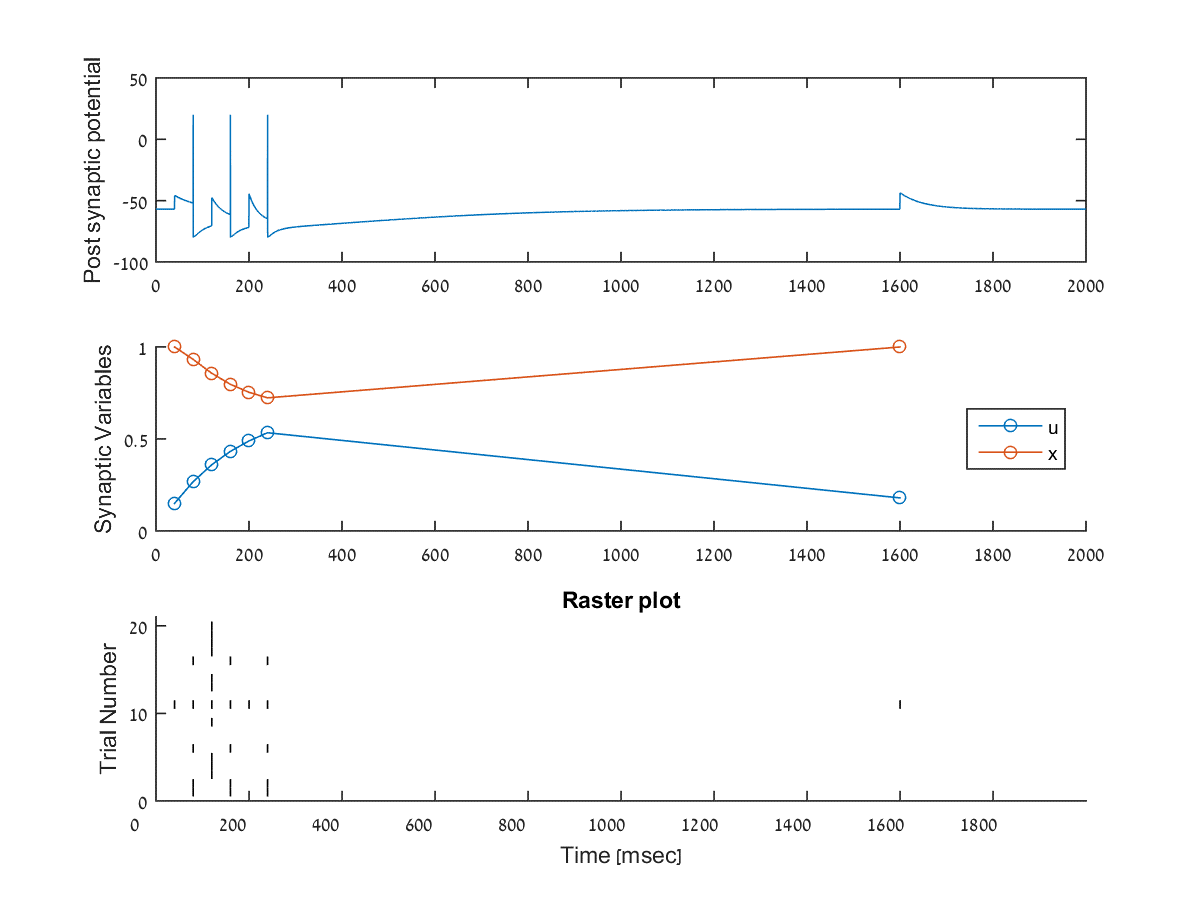 Post synaptic potential
50
0
-50
-100
0 200 400 600 800 1000 1200 1400 1600 1800 2000
Synaptic Variables
1
0.5
0
u
x
0 200 400 600 800 1000 1200 1400 1600 1800 2000
Raster plot
Trial Number
20
10
0
0 200 400 600 800 1000 1200 1400 1600 1800
Time [msec]